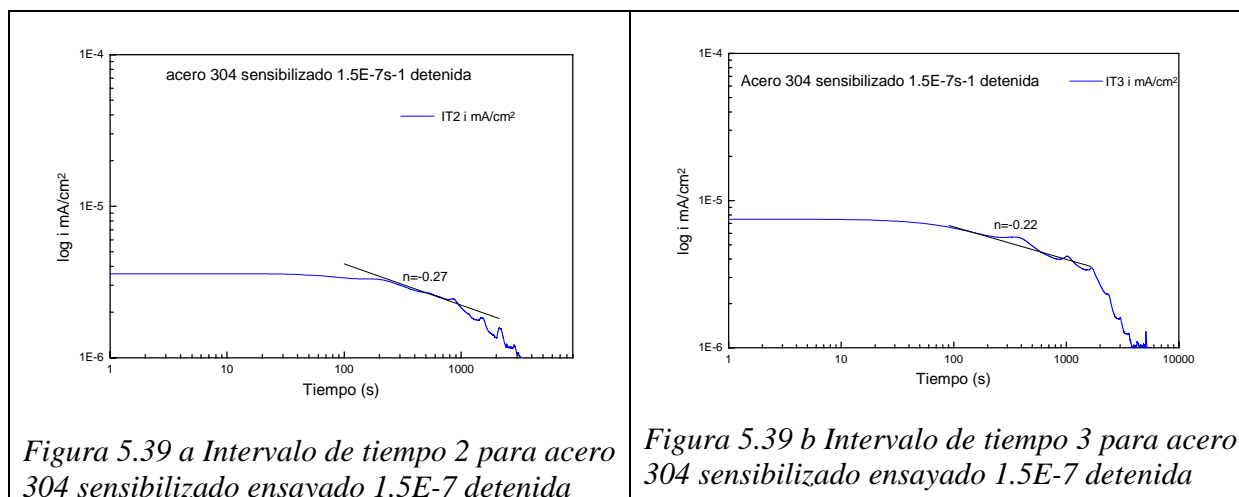 1E-4
acero 304 sensibilizado 1.5E-7s-1 detenida
IT2 i mA/cm²
1E-5
log i mA/cm²
n=-0.27
1E-6
1
10
100
1000
Tiempo (s)
Figura 5.39 a Intervalo de tiempo 2 para acero
304 sensibilizado ensayado 1.5E-7 detenida
1E-4
Acero 304 sensibilizado 1.5E-7s-1 detenida
IT3 i mA/cm²
1E-5
log i mA/cm²
n=-0.22
1E-6
1
10
100
1000
10000
Tiempo (s)
Figura 5.39 b Intervalo de tiempo 3 para acero
304 sensibilizado ensayado 1.5E-7 detenida